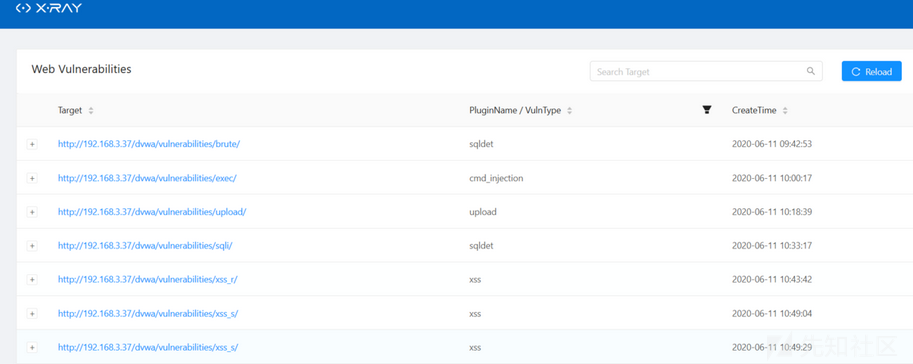 X-RAY
Web Vulnerabilities
Search Target
Reload
Target PluginName / VulnType CreateTime
http://192.168.3.37/dvwa/vulnerabilities/brute/ sqldet 2020-06-11 09:42:53
http://192.168.3.37/dvwa/vulnerabilities/exec/ cmd_injection 2020-06-11 10:00:17
http://192.168.3.37/dvwa/vulnerabilities/upload/ upload 2020-06-11 10:18:39
http://192.168.3.37/dvwa/vulnerabilities/sqli/ sqldet 2020-06-11 10:33:17
http://192.168.3.37/dvwa/vulnerabilities/xss_r/ xss 2020-06-11 10:43:42
http://192.168.3.37/dvwa/vulnerabilities/xss_s/ xss 2020-06-11 10:49:04
http://192.168.3.37/dvwa/vulnerabilities/xss_s/ xss 2020-06-11 10:49:29
先知社区